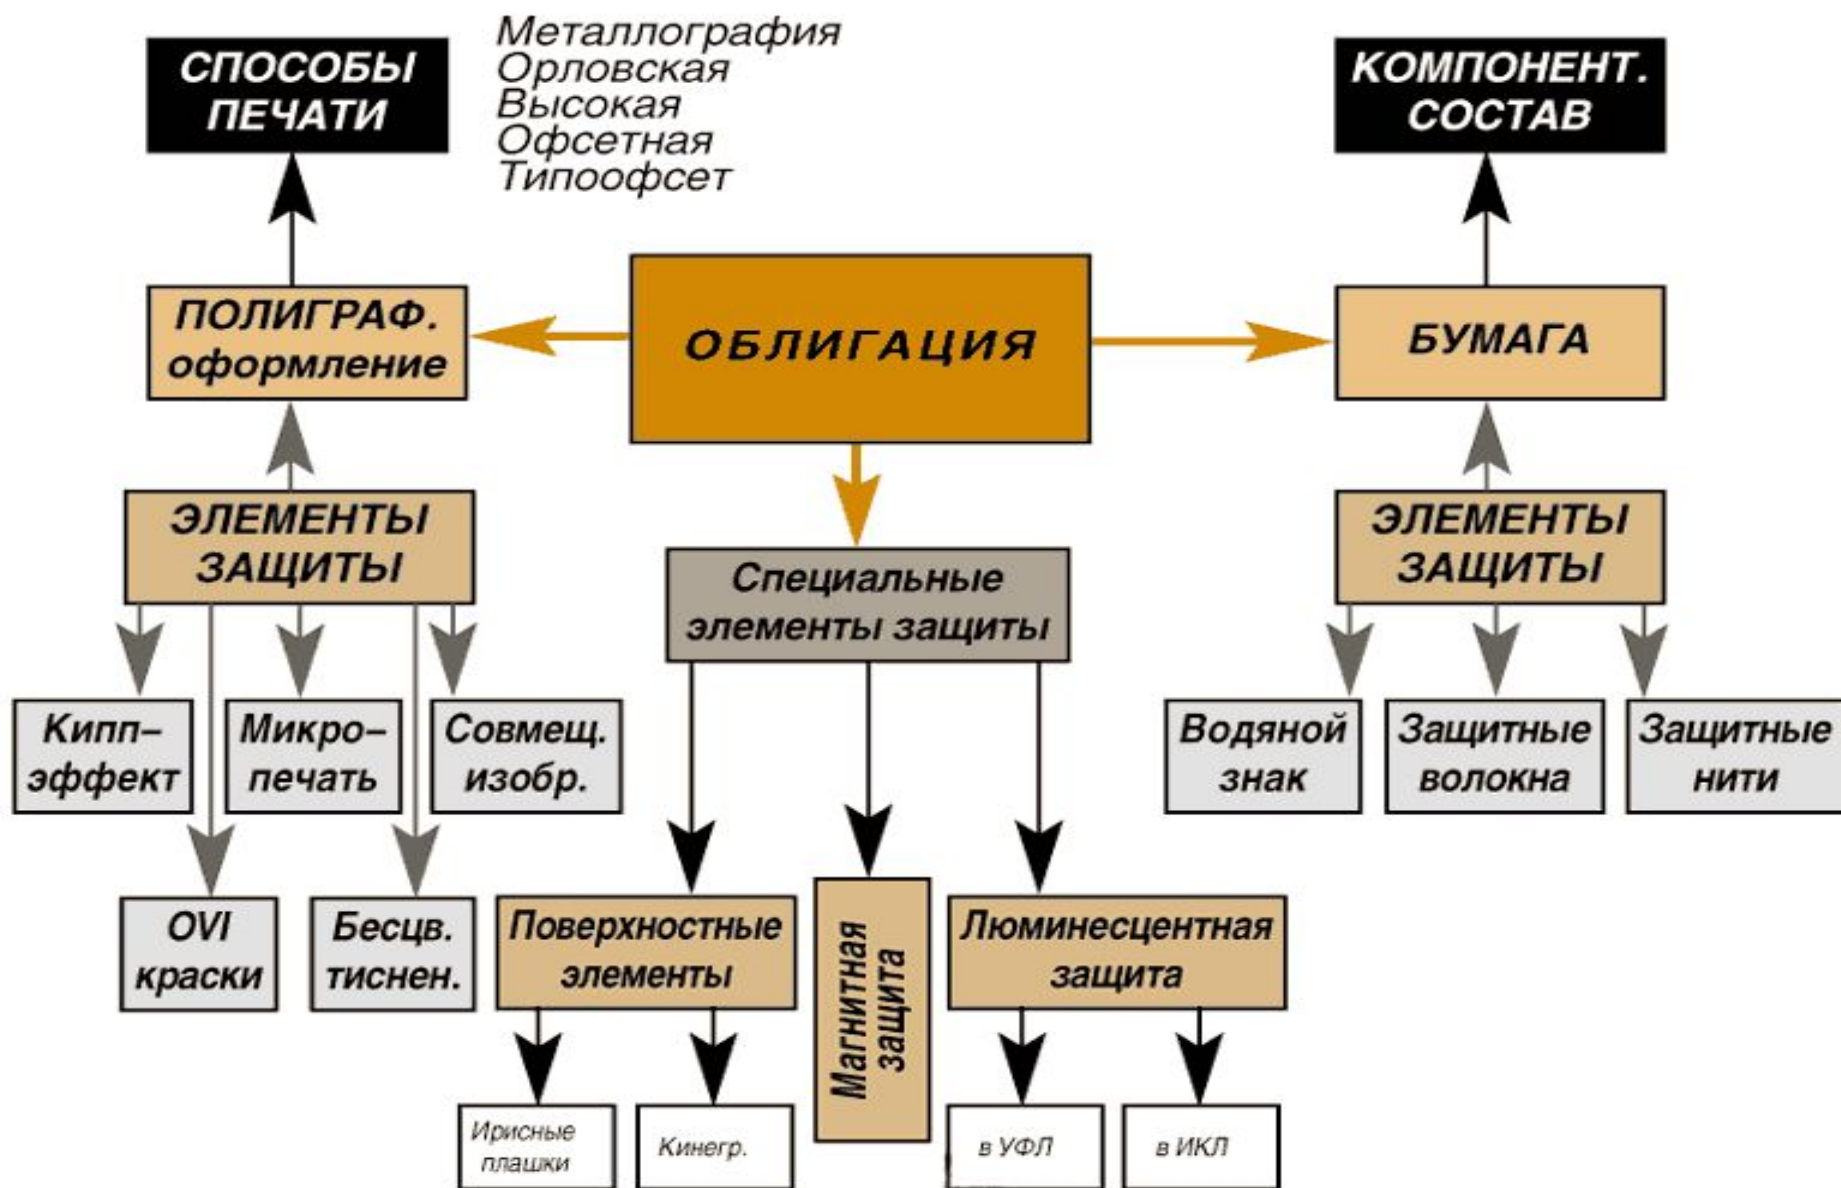 СПОСОБЫ
ПЕЧАТИ
Металлография
Орловская
Высокая
Офсетная
Типоофсет
КОМПОНЕНТ.
СОСТАВ
ПОЛИГРАФ.
оформление
ОБЛИГАЦИЯ
БУМАГА
ЭЛЕМЕНТЫ
ЗАЩИТЫ
Специальные
элементы защиты
ЭЛЕМЕНТЫ
ЗАЩИТЫ
Кипп–
эффект
Микро–
печать
Совмещ.
изобр.
Водяной
знак
Защитные
волокна
Защитные
нити
OVI
краски
Бесцв.
тиснен.
Поверхностные
элементы
Магнитная
защита
Люминесцентная
защита
Ирисные
плашки
Кинегр.
в УФЛ
в ИКЛ